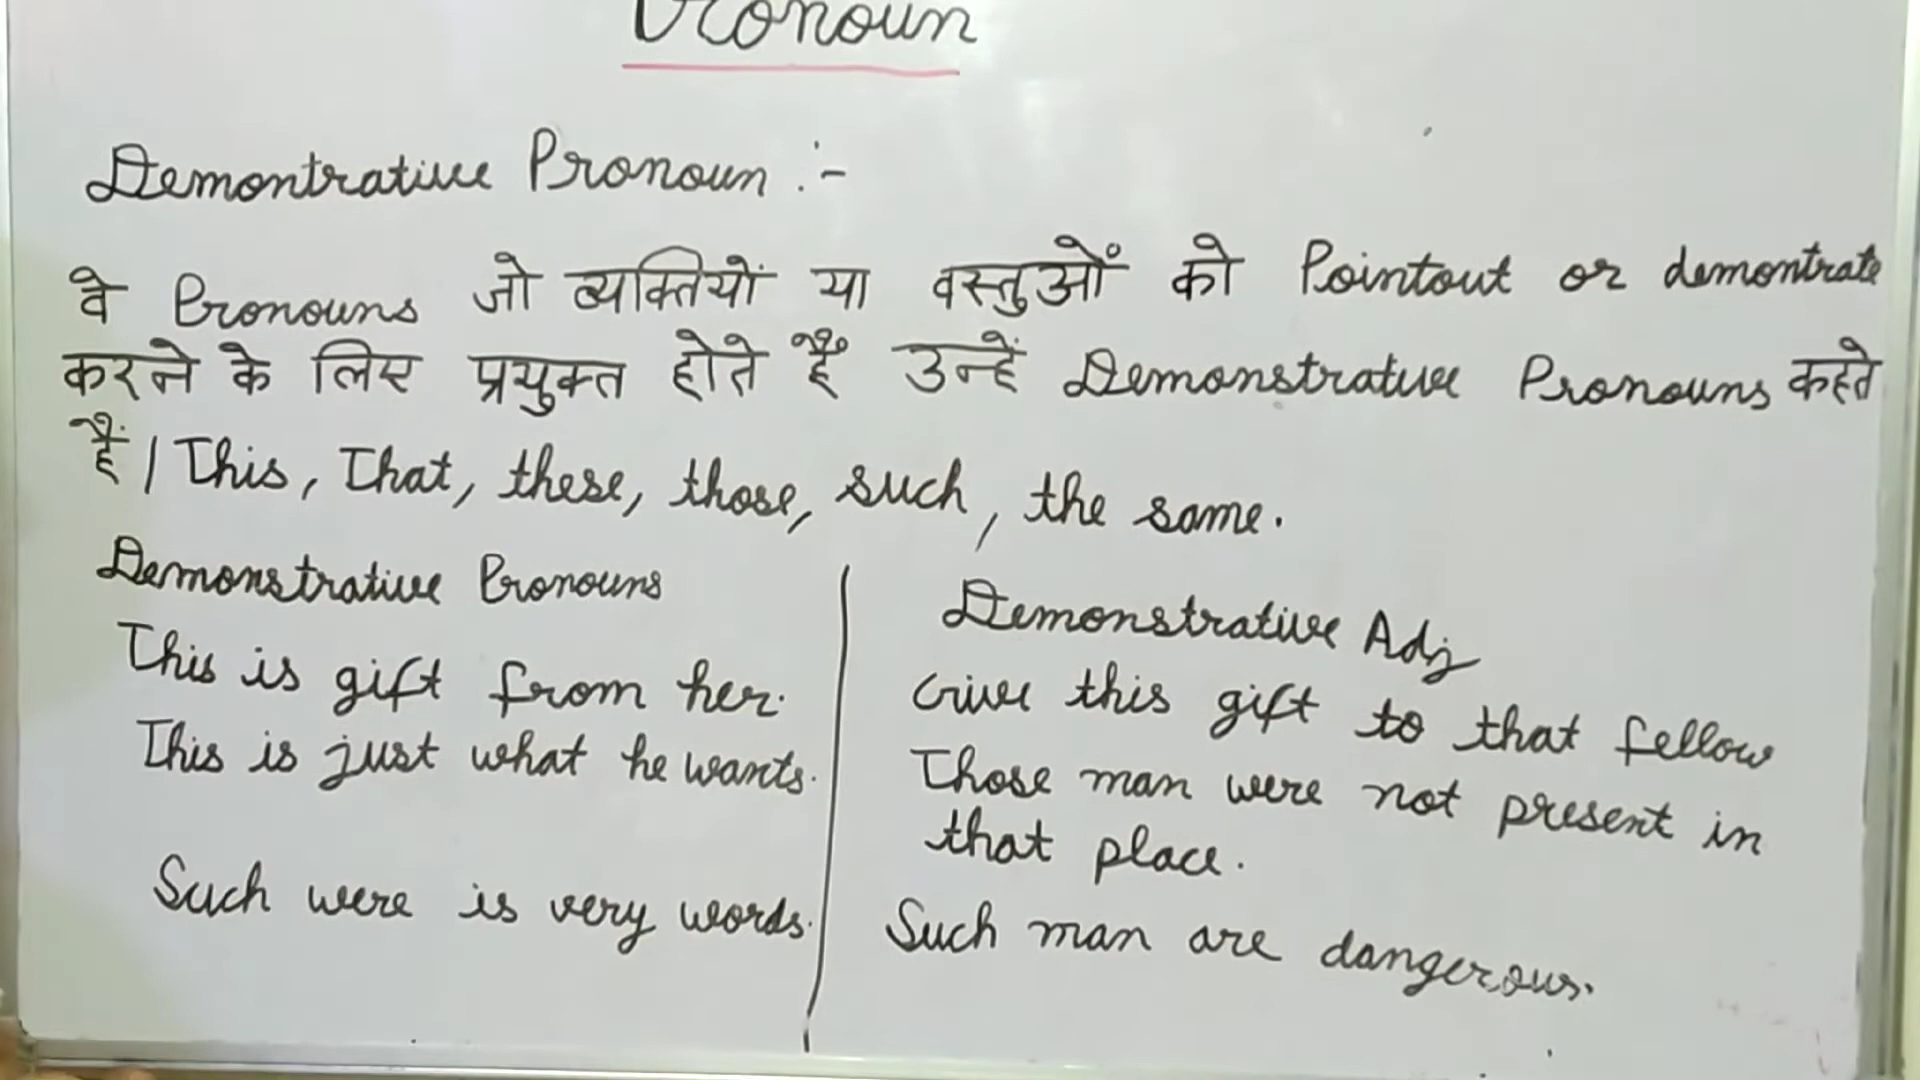 Pronoun
Demontrative Pronoun :-
वे Pronouns जो व्यक्तियों या वस्तुओं को Pointout or demontrate
करने के लिए प्रयुक्त होते हैं उन्हें Demonstrative Pronouns कहते
हैं | This, That, these, those, such, the same.
Demonstrative Pronouns
This is gift from her.
This is just what he wants.
Such were is very words.
Demonstrative Adj
Give this gift to that fellow
Those man were not present in
that place.
Such man are dangerous.